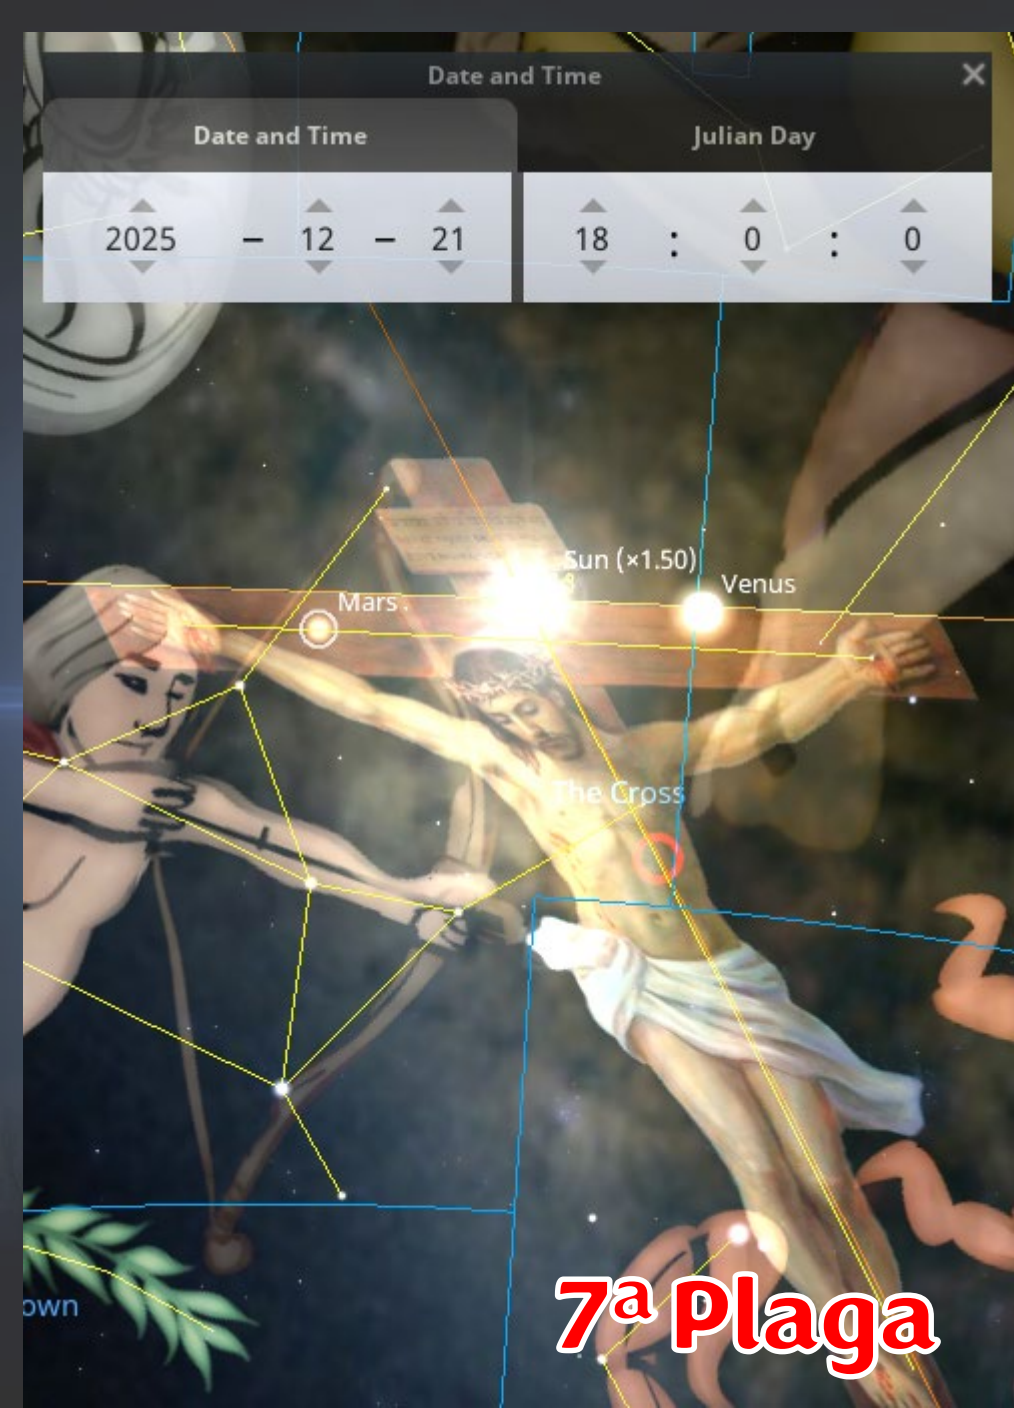 Date and Time
Date and Time
Julian Day
2025 – 12 – 21
18 : 0 : 0
Sun (×1.50)
Venus
Mars
The Cross
own
7ª Plaga